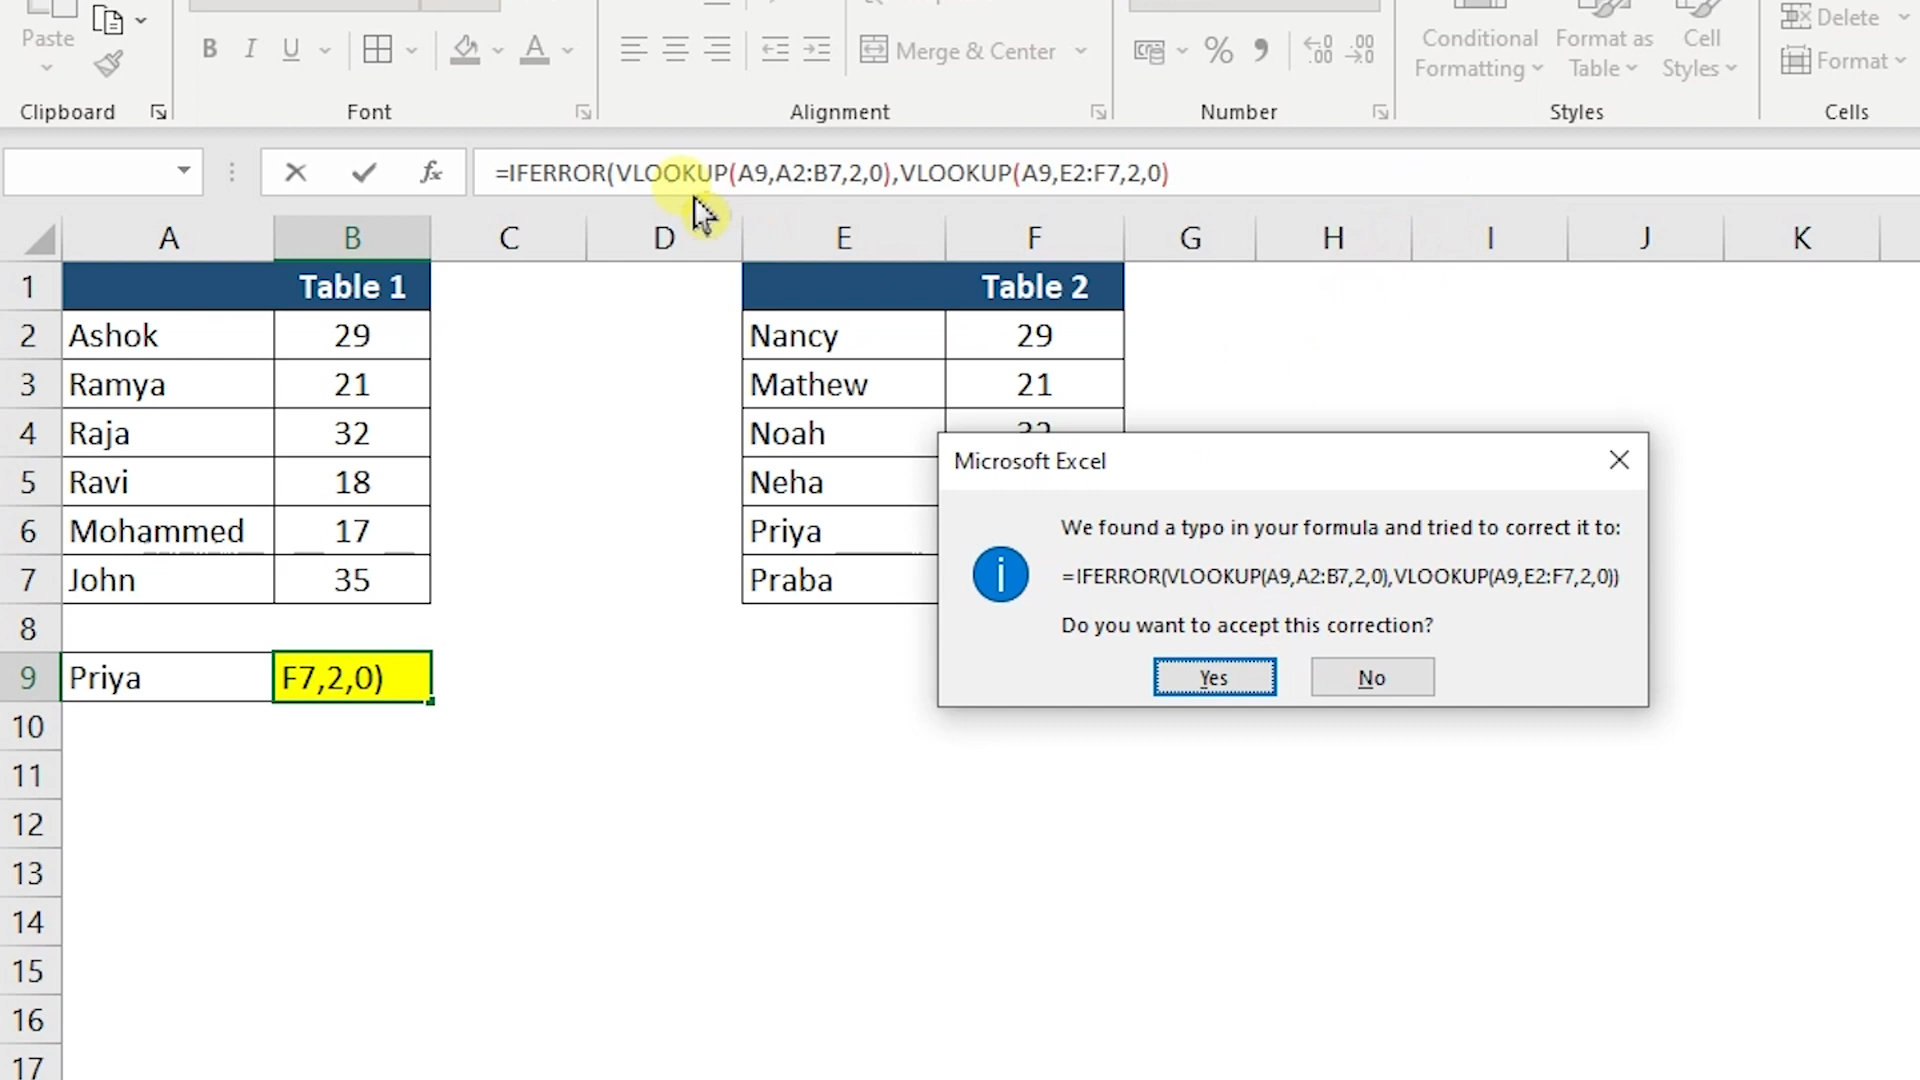 Paste
B I U
A
Merge & Center
%
Conditional Formatting
Format as Table
Cell Styles
Delete
Format
Clipboard
Font
Alignment
Number
Styles
Cells
fx
=IFERROR(VLOOKUP(A9,A2:B7,2,0),VLOOKUP(A9,E2:F7,2,0)
A B C D E F G H I J K
1 Table 1 Table 2
2 Ashok 29 Nancy 29
3 Ramya 21 Mathew 21
4 Raja 32 Noah
5 Ravi 18 Neha
6 Mohammed 17 Priya
7 John 35 Praba
8
9 Priya F7,2,0)
10
11
12
13
14
15
16
17
Microsoft Excel
We found a typo in your formula and tried to correct it to:
=IFERROR(VLOOKUP(A9,A2:B7,2,0),VLOOKUP(A9,E2:F7,2,0))
Do you want to accept this correction?
Yes
No